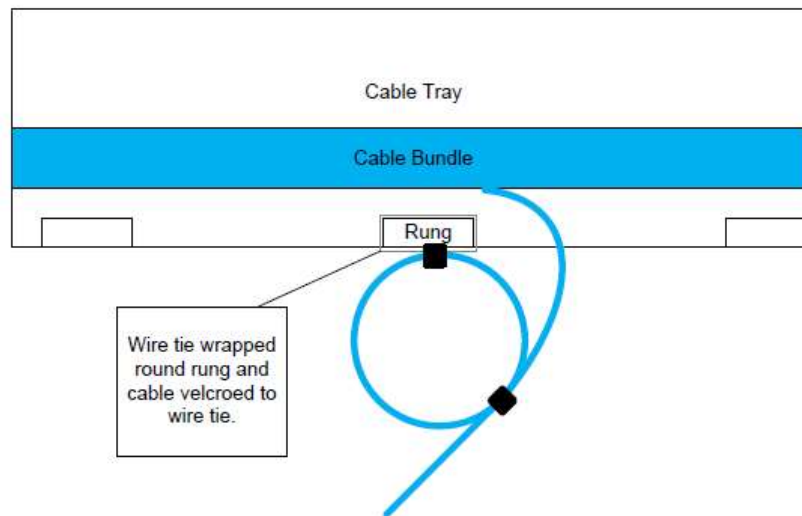 Cable Tray
Cable Bundle
Rung
Wire tie wrapped
round rung and
cable velcroed to
wire tie.